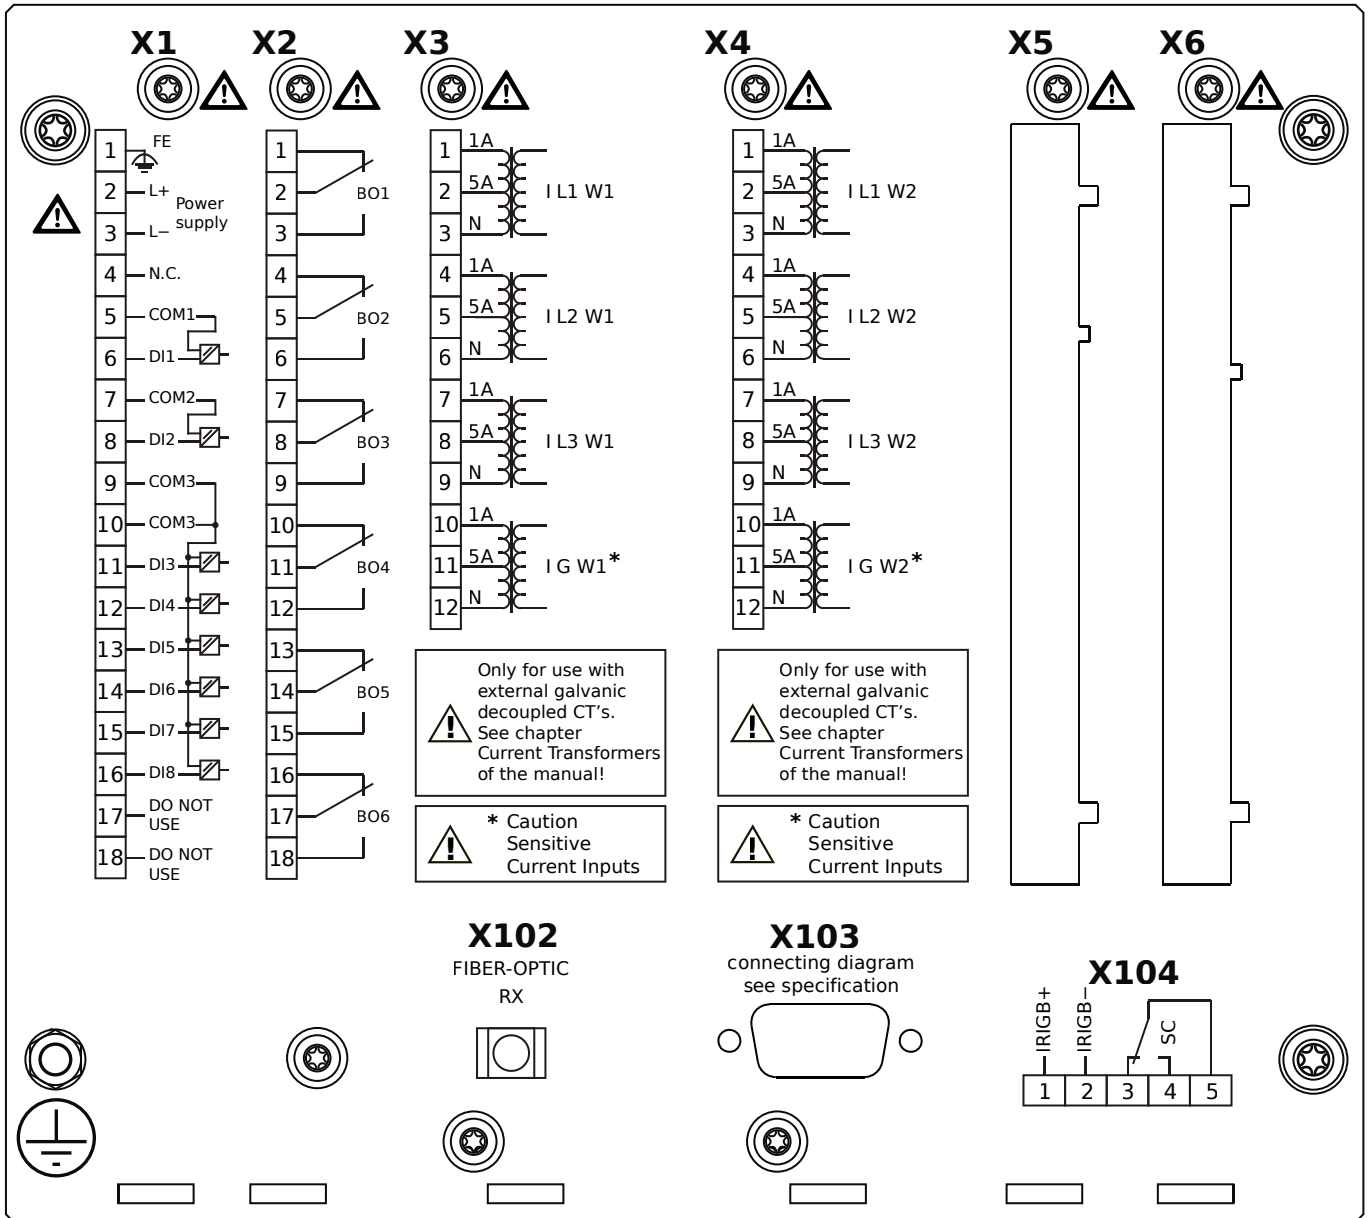 X1 X2 X3 X4 X5 X6
1 FE
2 L+
3 L−
Power
supply
4 N.C.
5 COM1
6 DI1
7 COM2
8 DI2
9 COM3
10 COM3
11 DI3
12 DI4
13 DI5
14 DI6
15 DI7
16 DI8
17 DO NOT
USE
18 DO NOT
USE
1
2 BO1
3
4
5 BO2
6
7
8 BO3
9
10
11 BO4
12
13
14 BO5
15
16
17 BO6
18
1 1A
2 5A I L1 W1
3 N
4 1A
5 5A I L2 W1
6 N
7 1A
8 5A I L3 W1
9 N
10 1A
11 5A I G W1*
12 N
Only for use with
external galvanic
decoupled CT's.
See chapter
Current Transformers
of the manual!
* Caution
Sensitive
Current Inputs
1 1A
2 5A I L1 W2
3 N
4 1A
5 5A I L2 W2
6 N
7 1A
8 5A I L3 W2
9 N
10 1A
11 5A I G W2*
12 N
Only for use with
external galvanic
decoupled CT's.
See chapter
Current Transformers
of the manual!
* Caution
Sensitive
Current Inputs
X102
FIBER-OPTIC
RX
X103
connecting diagram
see specification
X104
IRIGB+
IRIGB−
SC
1 2 3 4 5